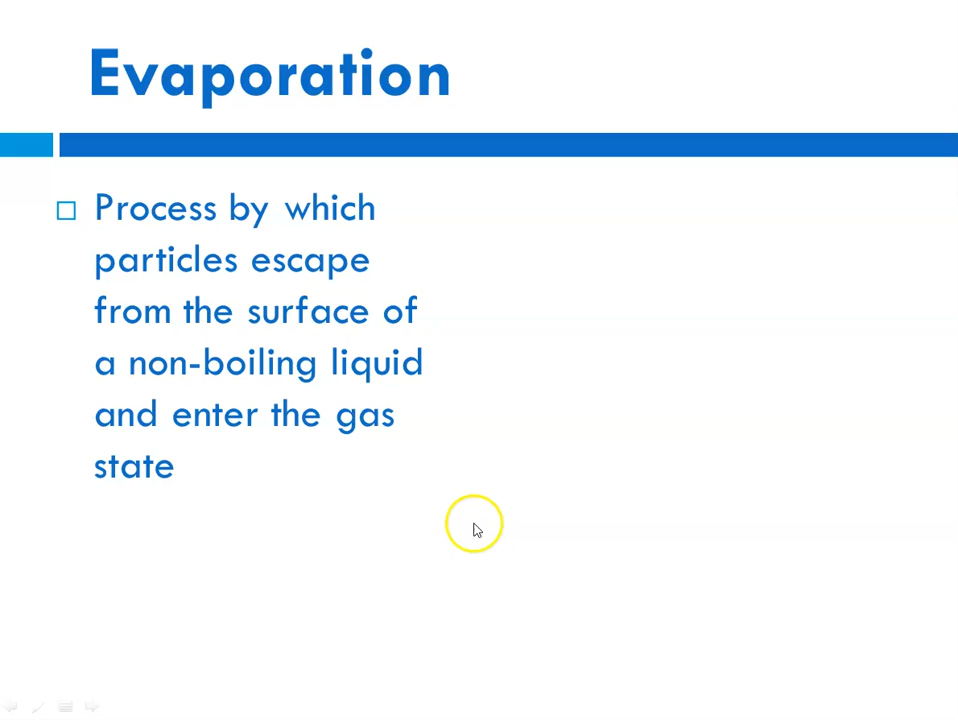 Evaporation
Process by which
particles escape
from the surface of
a non-boiling liquid
and enter the gas
state